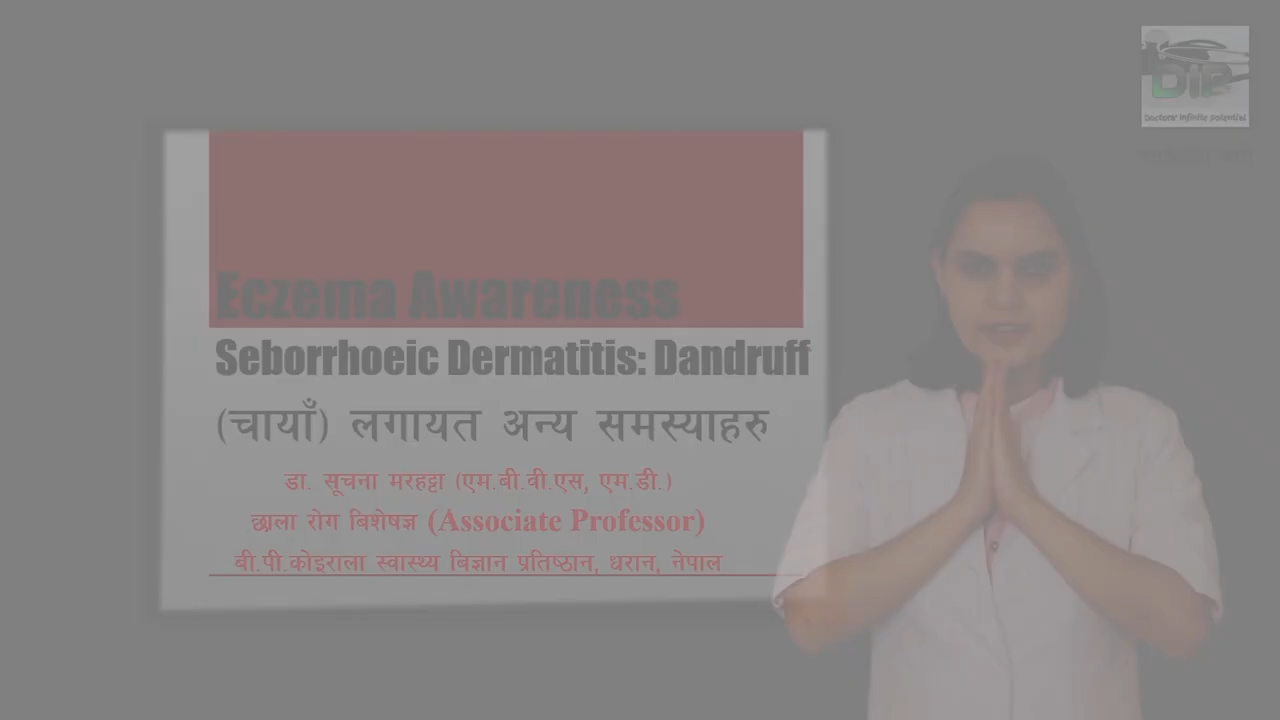 Eczema Awareness
Seborrhoeic Dermatitis: Dandruff
(चायाँ) लगायत अन्य समस्याहरु
डा. सूचना मरहट्टा (एम.बी.वी.एस, एम.डी.)
छाला रोग बिशेषज्ञ (Associate Professor)
बी.पी.कोइराला स्वास्थ्य बिज्ञान प्रतिष्ठान, धरान, नेपाल
DIP
Doctors' Infinite Potential